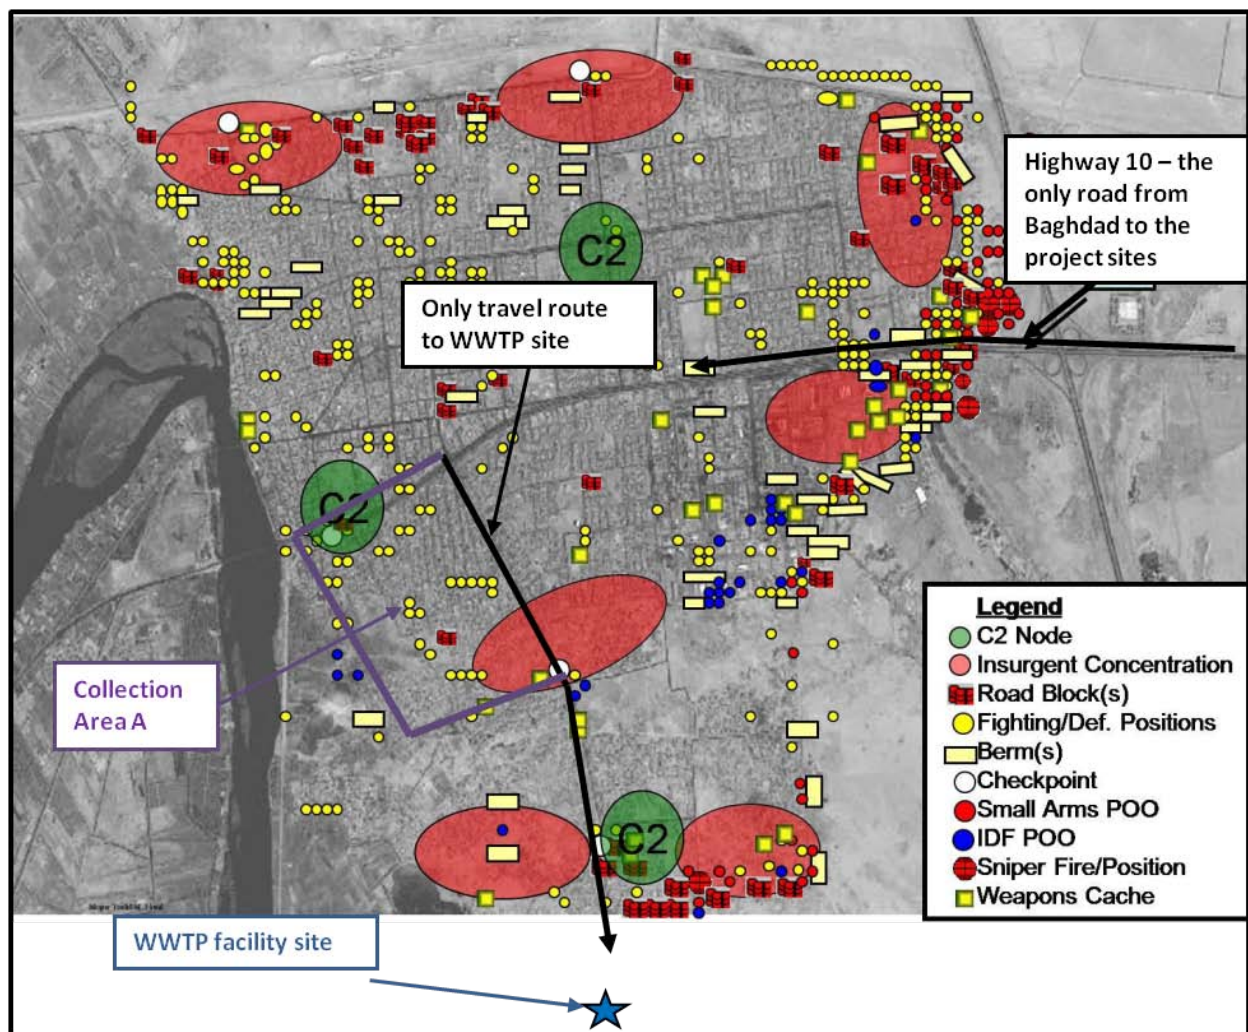 Highway 10 – the
only road from
Baghdad to the
project sites
C2
Only travel route
to WWTP site
C2
Collection
Area A
C2
WWTP facility site
Legend
C2 Node
Insurgent Concentration
Road Block(s)
Fighting/Def. Positions
Berm(s)
Checkpoint
Small Arms POO
IDF POO
Sniper Fire/Position
Weapons Cache